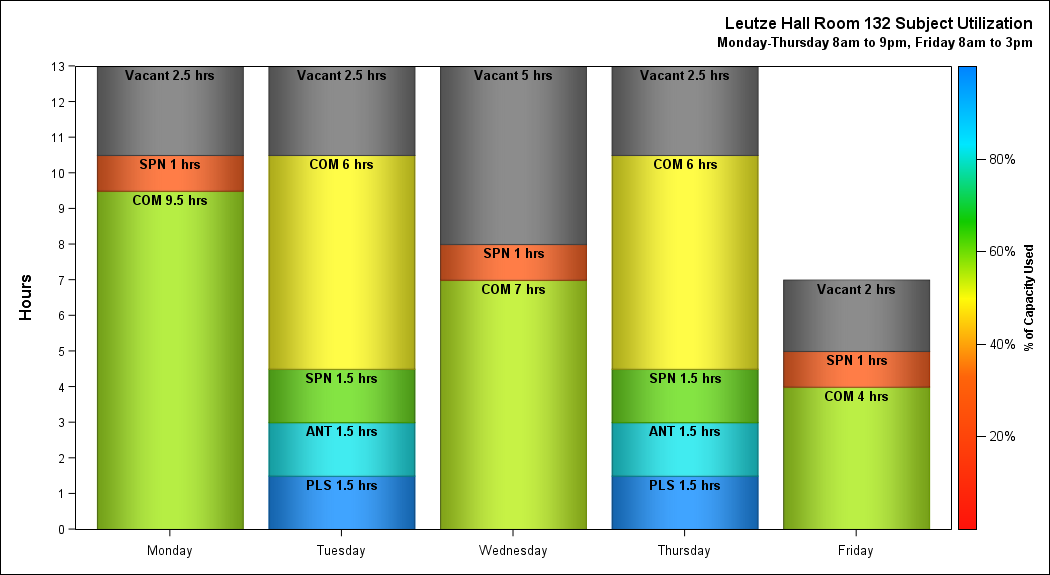 Leutze Hall Room 132 Subject Utilization
Monday-Thursday 8am to 9pm, Friday 8am to 3pm
Hours
13
12
11
10
9
8
7
6
5
4
3
2
1
0
Vacant 2.5 hrs
SPN 1 hrs
COM 9.5 hrs
Monday
Vacant 2.5 hrs
COM 6 hrs
SPN 1.5 hrs
ANT 1.5 hrs
PLS 1.5 hrs
Tuesday
Vacant 5 hrs
SPN 1 hrs
COM 7 hrs
Wednesday
Vacant 2.5 hrs
COM 6 hrs
SPN 1.5 hrs
ANT 1.5 hrs
PLS 1.5 hrs
Thursday
Vacant 2 hrs
SPN 1 hrs
COM 4 hrs
Friday
80%
60%
40%
20%
% of Capacity Used